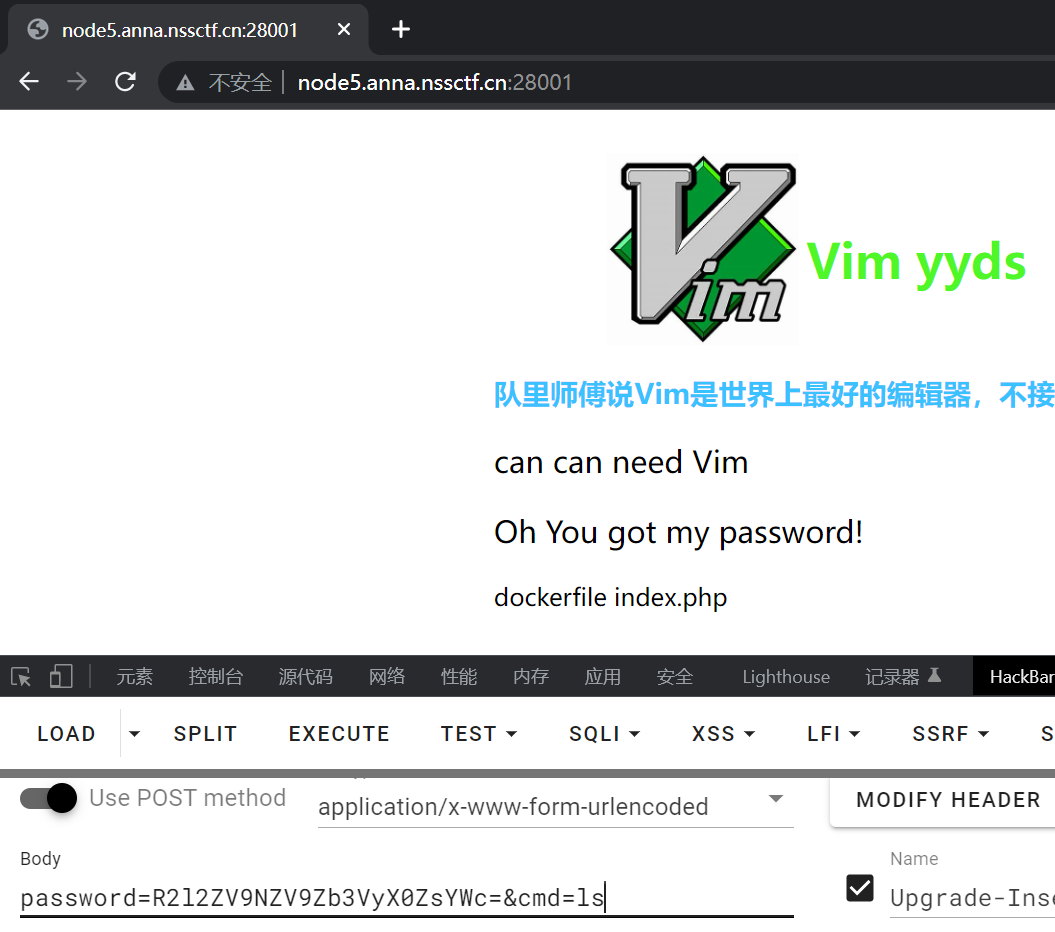 node5.anna.nssctf.cn:28001
不安全 node5.anna.nssctf.cn:28001
Vim
Vim yyds
队里师傅说Vim是世界上最好的编辑器，不接
can can need Vim
Oh You got my password!
dockerfile index.php
元素 控制台 源代码 网络 性能 内存 应用 安全 Lighthouse 记录器 HackBar
LOAD SPLIT EXECUTE TEST SQLI XSS LFI SSRF S
Use POST method application/x-www-form-urlencoded MODIFY HEADER
Body Name
password=R2l2ZV9NZV9Zb3VyX0ZsYWc=&cmd=ls Upgrade-Inse